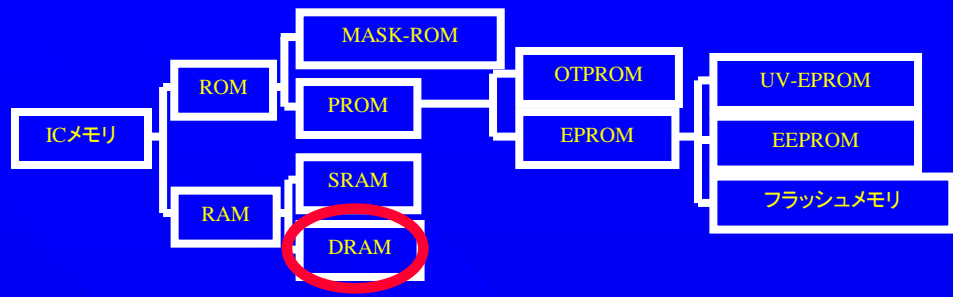 ICメモリ
ROM
MASK-ROM
PROM
OTPROM
EPROM
UV-EPROM
EEPROM
フラッシュメモリ
RAM
SRAM
DRAM